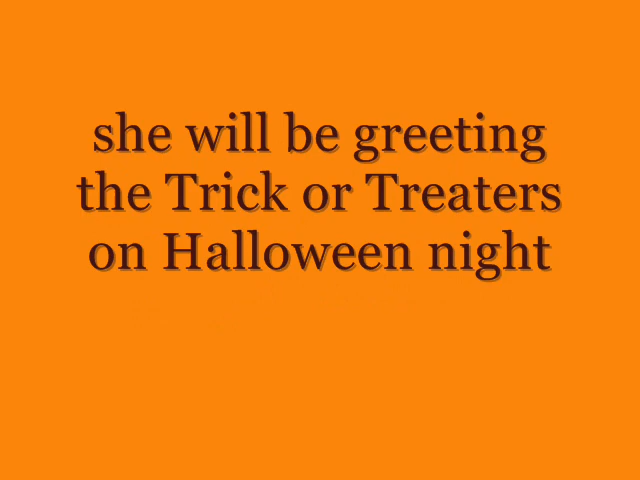 she will be greeting
the Trick or Treaters
on Halloween night